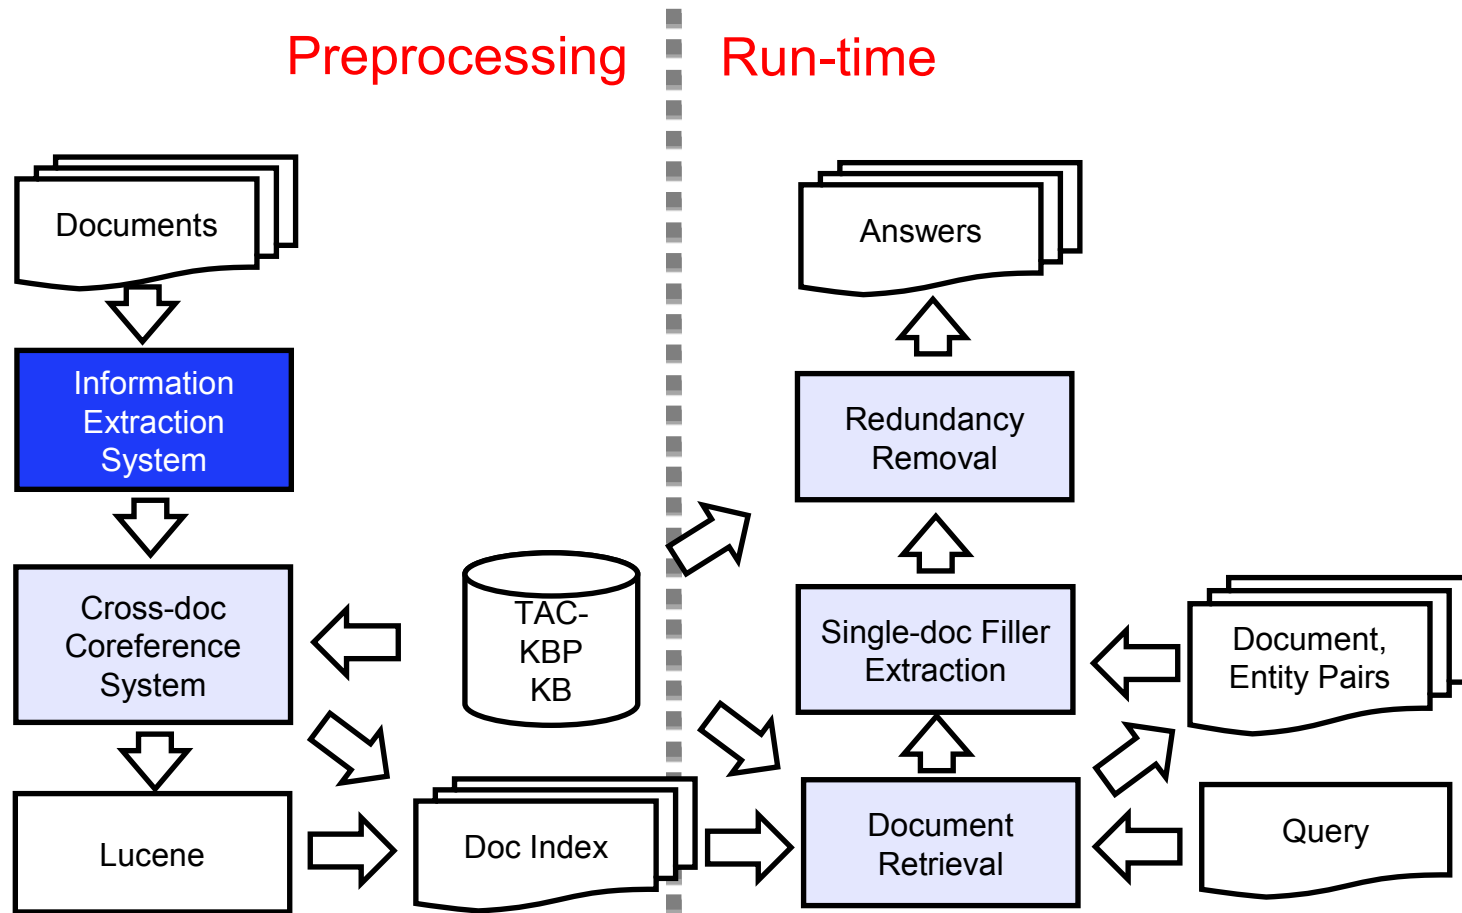 Preprocessing
Run-time
Documents
Answers
Information
Extraction
System
Redundancy
Removal
Cross-doc
Coreference
System
TAC-
KBP
KB
Single-doc Filler
Extraction
Document,
Entity Pairs
Lucene
Doc Index
Document
Retrieval
Query